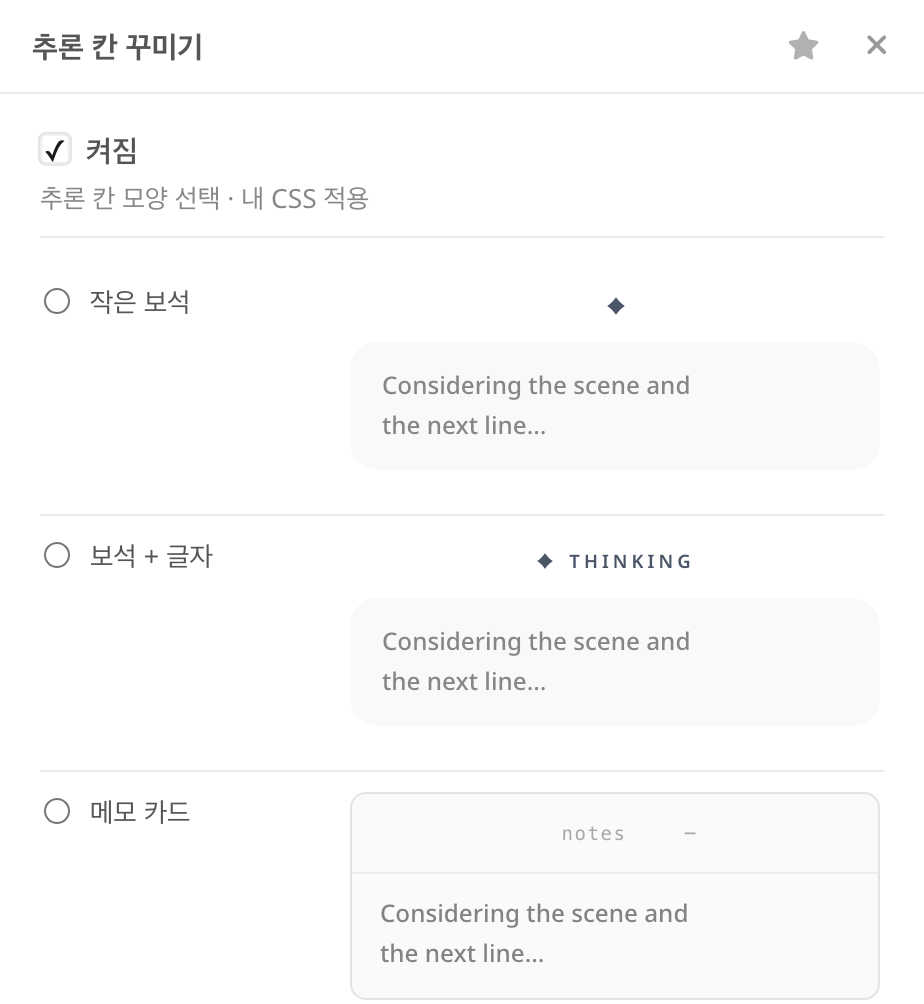 추론 칸 꾸미기
켜짐
추론 칸 모양 선택 · 내 CSS 적용
작은 보석
Considering the scene and
the next line...
보석 + 글자
THINKING
Considering the scene and
the next line...
메모 카드
notes –
Considering the scene and
the next line...